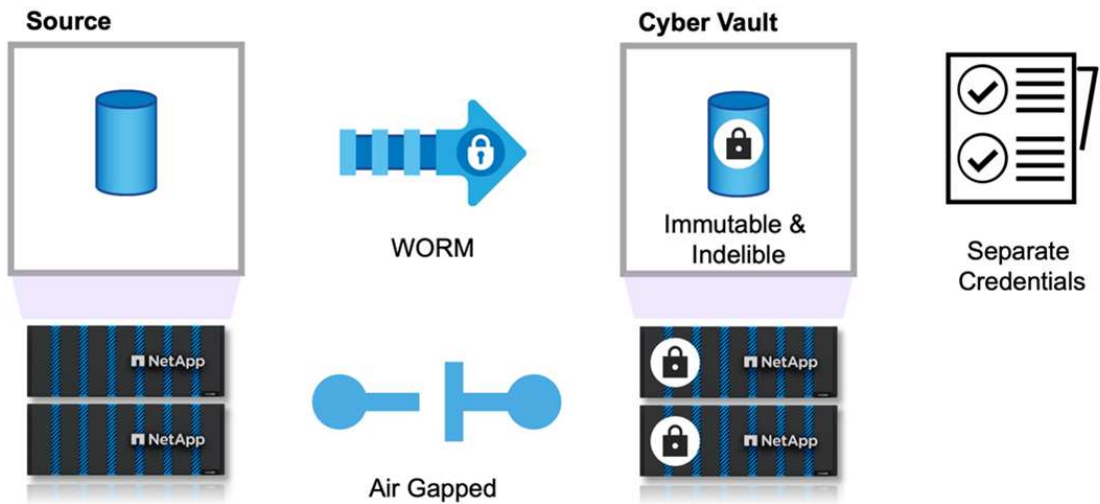 Source
Cyber Vault
WORM
Immutable &
Indelible
Separate
Credentials
NetApp
NetApp
Air Gapped
NetApp
NetApp